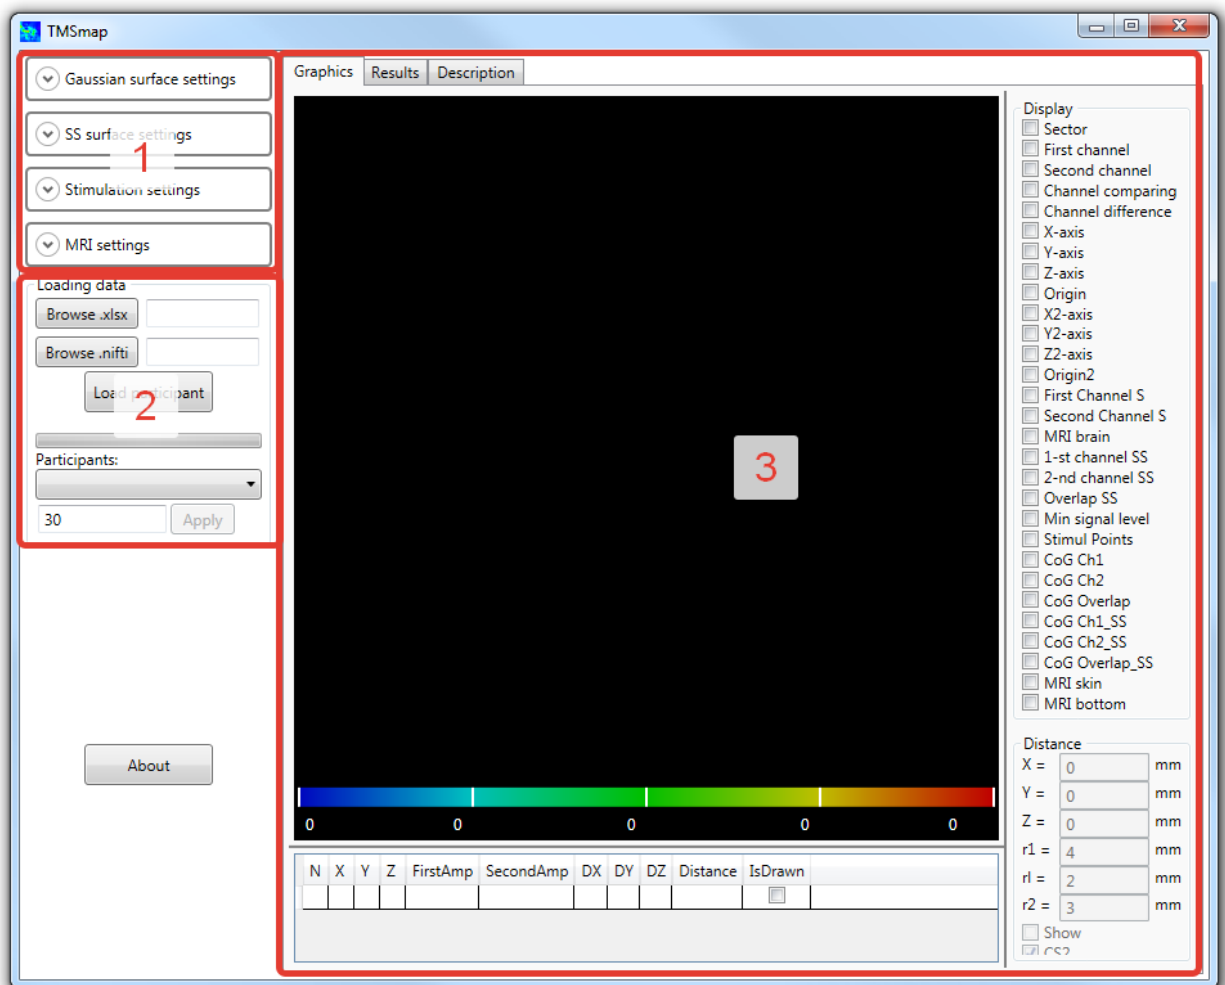 TMSmap
Gaussian surface settings
SS surface settings
1
Stimulation settings
MRI settings
Loading data
Browse .xlsx
Browse .nifti
Load participant
2
Participants:
30 Apply
About
Graphics Results Description
3
0 0 0 0 0
N X Y Z FirstAmp SecondAmp DX DY DZ Distance IsDrawn
Display
Sector
First channel
Second channel
Channel comparing
Channel difference
X-axis
Y-axis
Z-axis
Origin
X2-axis
Y2-axis
Z2-axis
Origin2
First Channel S
Second Channel S
MRI brain
1-st channel SS
2-nd channel SS
Overlap SS
Min signal level
Stimul Points
CoG Ch1
CoG Ch2
CoG Overlap
CoG Ch1_SS
CoG Ch2_SS
CoG Overlap_SS
MRI skin
MRI bottom
Distance
X = 0 mm
Y = 0 mm
Z = 0 mm
r1 = 4 mm
rl = 2 mm
r2 = 3 mm
Show
CS2